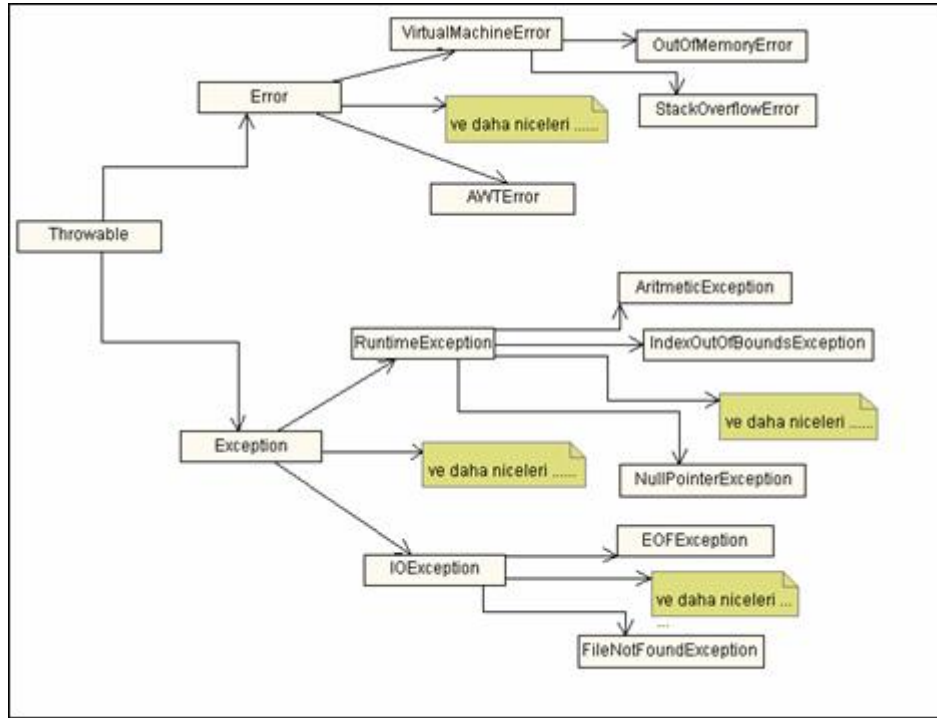 VirtualMachineError
OutOfMemoryError
Error
ve daha niceleri ......
StackOverflowError
AWTError
Throwable
AritmeticException
RuntimeException
IndexOutOfBoundsException
ve daha niceleri ......
Exception
ve daha niceleri ......
NullPointerException
EOFException
IOException
ve daha niceleri ...
...
FileNotFoundException